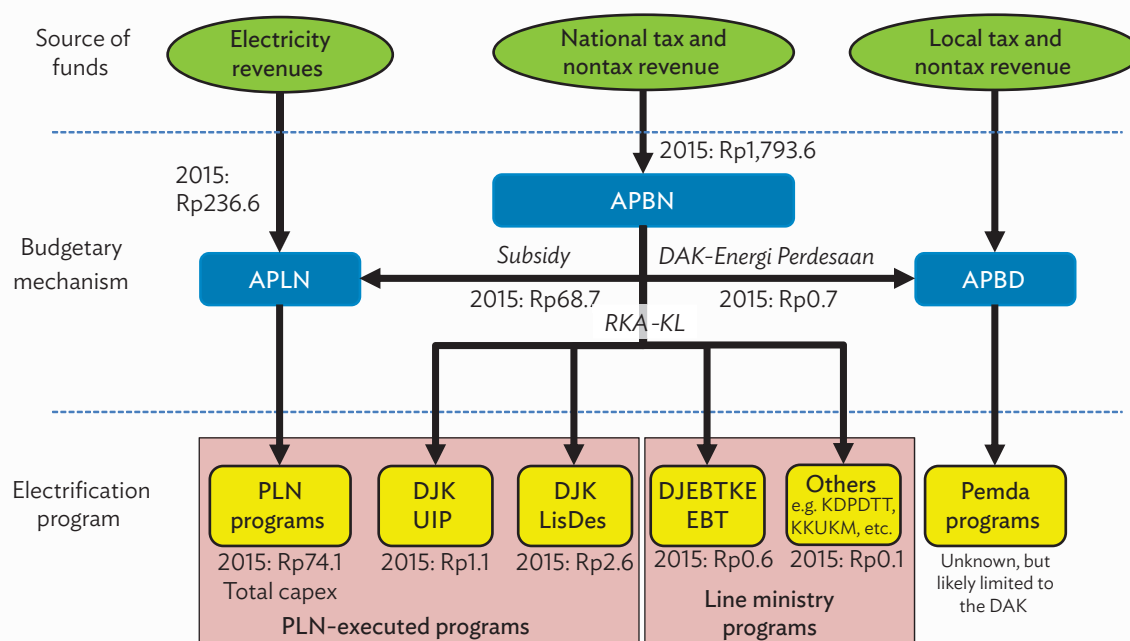 Source of
funds
Electricity
revenues
National tax and
nontax revenue
Local tax and
nontax revenue
2015: Rp1,793.6
2015:
Rp236.6
APBN
Budgetary
mechanism
Subsidy
DAK-Energi Perdesaan
APLN
APBD
2015: Rp68.7
2015: Rp0.7
RKA-KL
Electrification
program
PLN
programs
DJK
UIP
DJK
LisDes
DJEBTKE
EBT
Others
e.g. KDPDTT,
KKUKM, etc.
Pemda
programs
2015: Rp74.1
Total capex
2015: Rp1.1
2015: Rp2.6
2015: Rp0.6
2015: Rp0.1
Unknown, but
likely limited to
the DAK
PLN-executed programs
Line ministry
programs